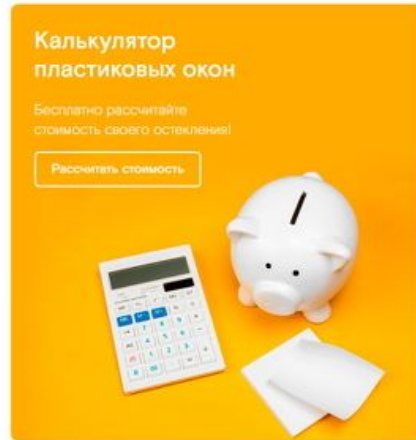 Калькулятор
пластиковых окон
Бесплатно рассчитайте
стоимость своего остекления!
Рассчитать стоимость